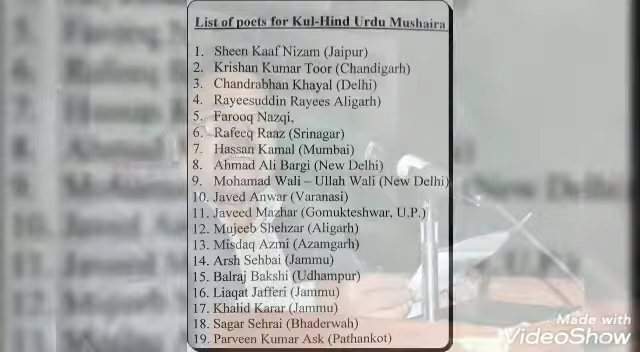 List of poets for Kul-Hind Urdu Mushaira
1. Sheen Kaaf Nizam (Jaipur)
2. Krishan Kumar Toor (Chandigarh)
3. Chandrabhan Khayal (Delhi)
4. Rayeesuddin Rayees Aligarh)
5. Farooq Nazqi,
6. Rafeeq Raaz (Srinagar)
7. Hassan Kamal (Mumbai)
8. Ahmad Ali Bargi (New Delhi)
9. Mohamad Wali – Ullah Wali (New Delhi)
10. Javed Anwar (Varanasi)
11. Javeed Mazhar (Gomukteshwar, U.P.)
12. Mujeeb Shehzar (Aligarh)
13. Misdaq Azmi (Azamgarh)
14. Arsh Sehbai (Jammu)
15. Balraj Bakshi (Udhampur)
16. Liaqat Jafferi (Jammu)
17. Khalid Karar (Jammu)
18. Sagar Sehrai (Bhaderwah)
19. Parveen Kumar Ask (Pathankot)
Made with
VideoShow